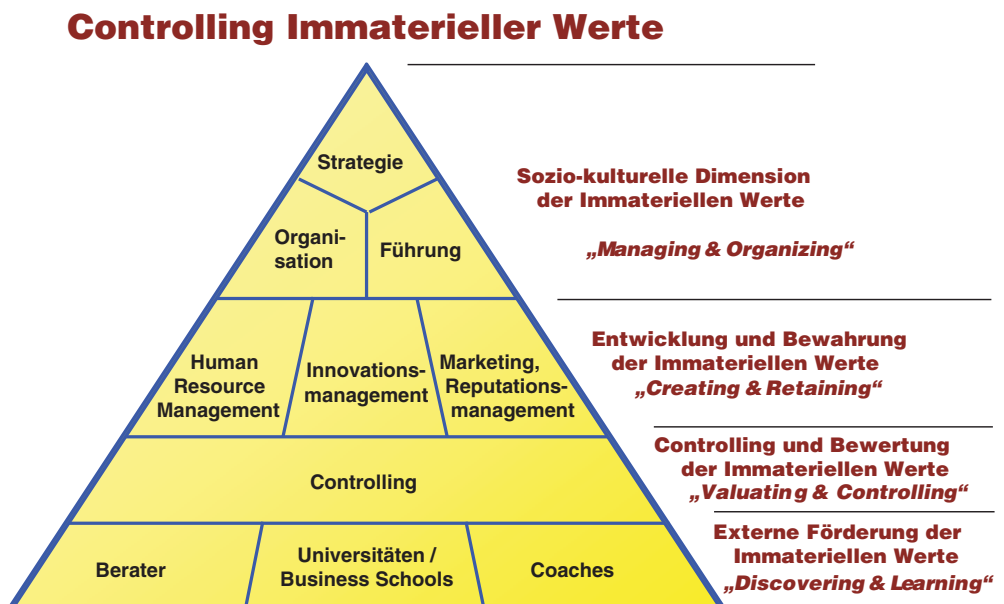 Controlling Immaterieller Werte
Strategie
Organi-
sation
Führung
Sozio-kulturelle Dimension
der Immateriellen Werte
„Managing & Organizing“
Human
Resource
Management
Innovations-
management
Marketing,
Reputations-
management
Entwicklung und Bewahrung
der Immateriellen Werte
„Creating & Retaining“
Controlling
Controlling und Bewertung
der Immateriellen Werte
„Valuating & Controlling“
Berater
Universitäten /
Business Schools
Coaches
Externe Förderung der
Immateriellen Werte
„Discovering & Learning“